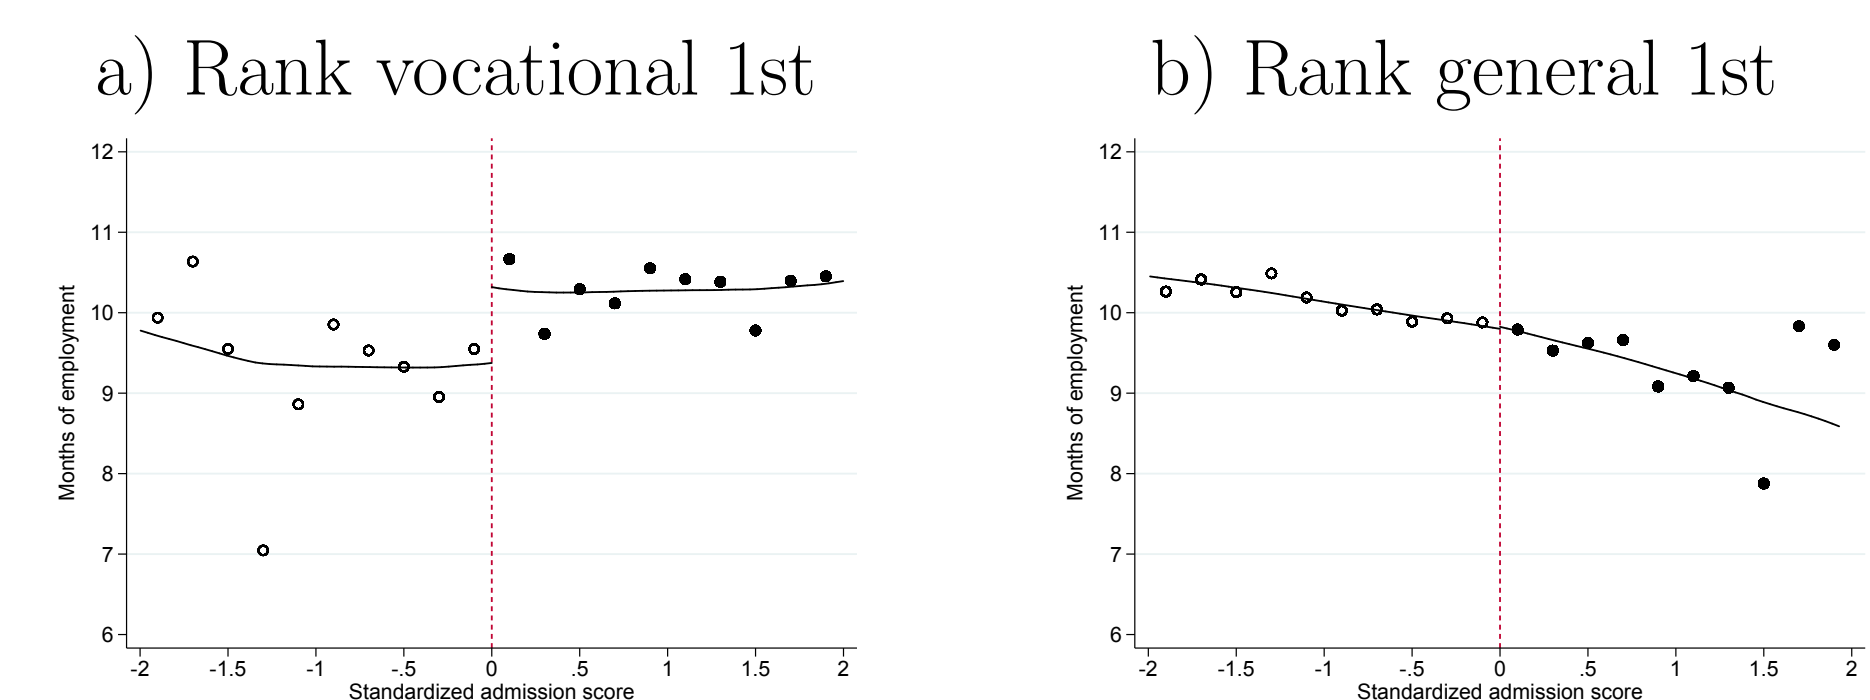 a) Rank vocational 1st
12
11
10
9
8
7
6
Months of employment
-2 -1.5 -1 -.5 0 .5 1 1.5 2
Standardized admission score
b) Rank general 1st
12
11
10
9
8
7
6
Months of employment
-2 -1.5 -1 -.5 0 .5 1 1.5 2
Standardized admission score